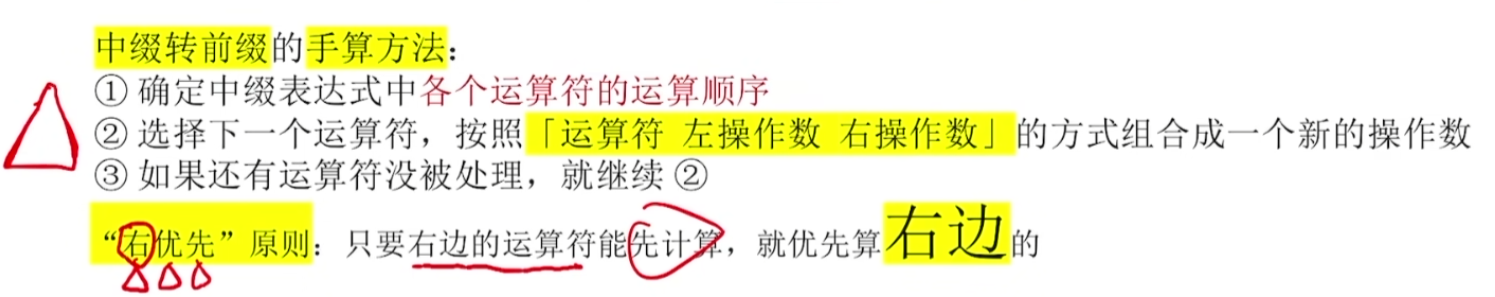 中缀转前缀的手算方法：
① 确定中缀表达式中各个运算符的运算顺序
② 选择下一个运算符，按照「运算符 左操作数 右操作数」的方式组合成一个新的操作数
③ 如果还有运算符没被处理，就继续 ②
“右优先”原则：只要右边的运算符能先计算，就优先算右边的